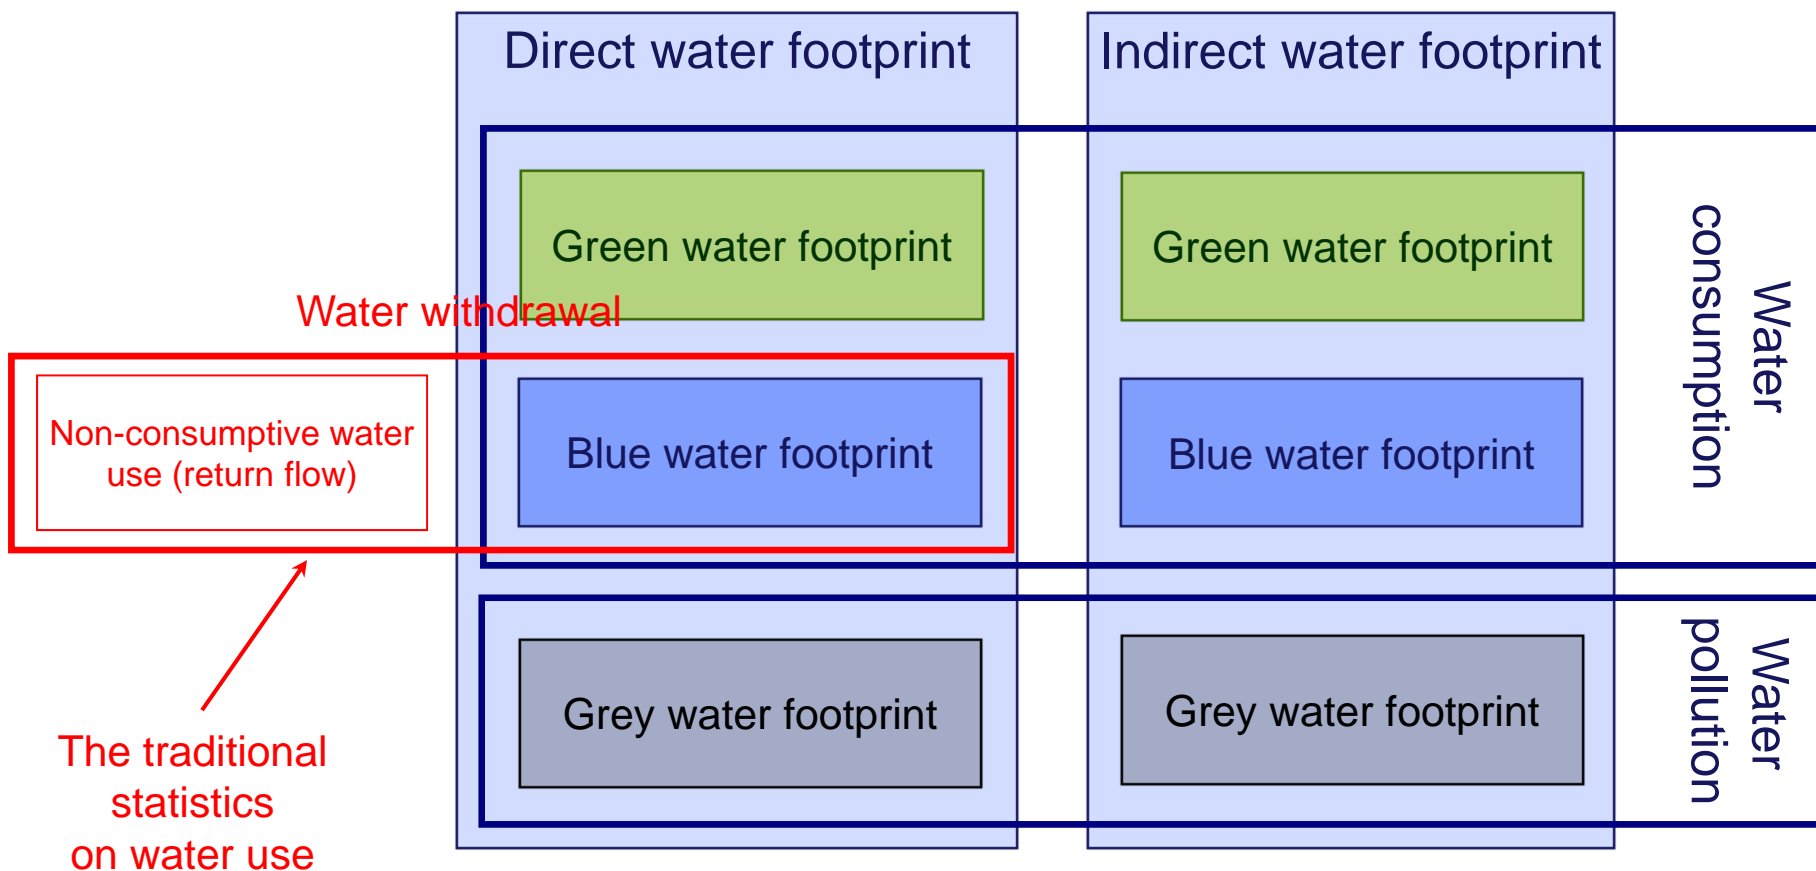 Direct water footprint
Indirect water footprint
Green water footprint
Green water footprint
Water
consumption
Water withdrawal
Non-consumptive water
use (return flow)
Blue water footprint
Blue water footprint
Grey water footprint
Grey water footprint
Water
pollution
The traditional
statistics
on water use